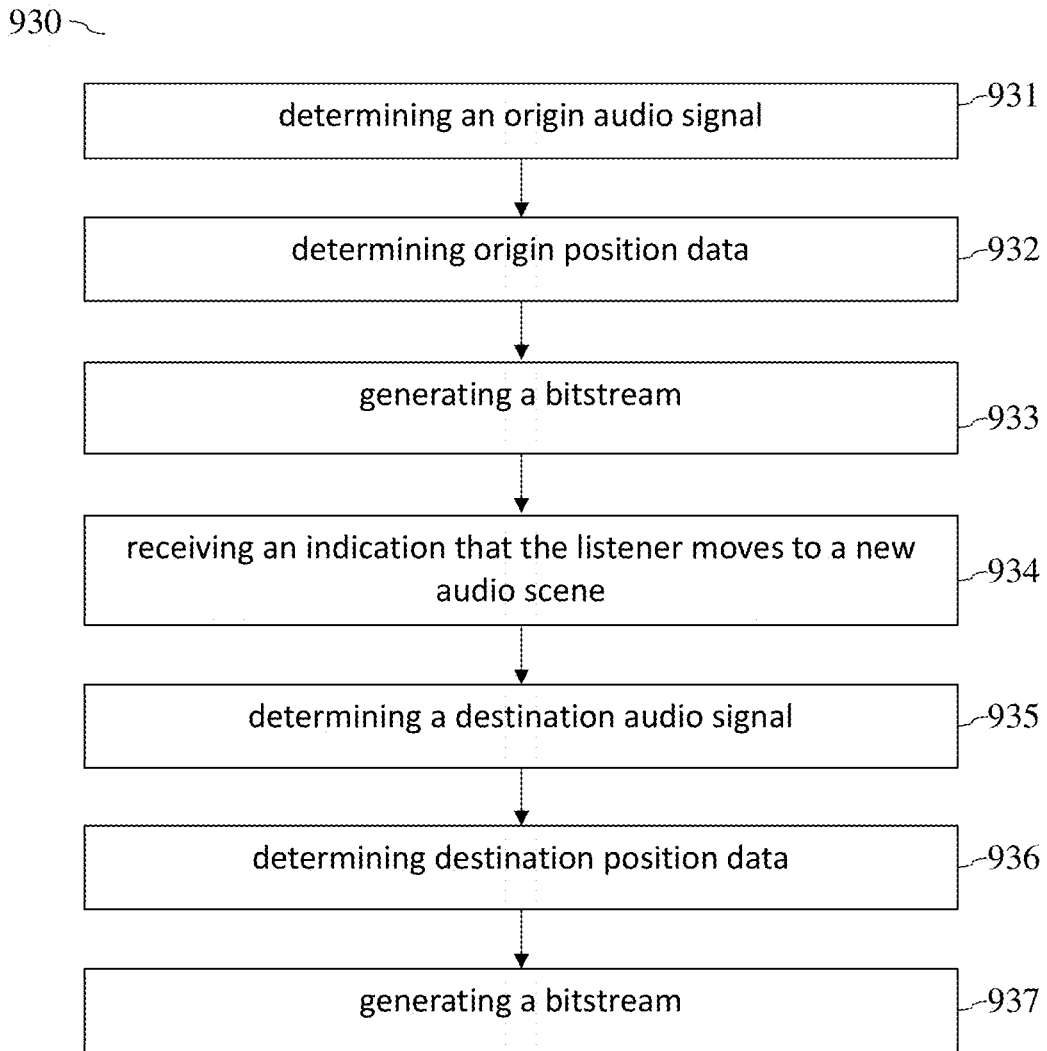 930
determining an origin audio signal
931
determining origin position data
932
generating a bitstream
933
receiving an indication that the listener moves to a new
audio scene
934
determining a destination audio signal
935
determining destination position data
936
generating a bitstream
937